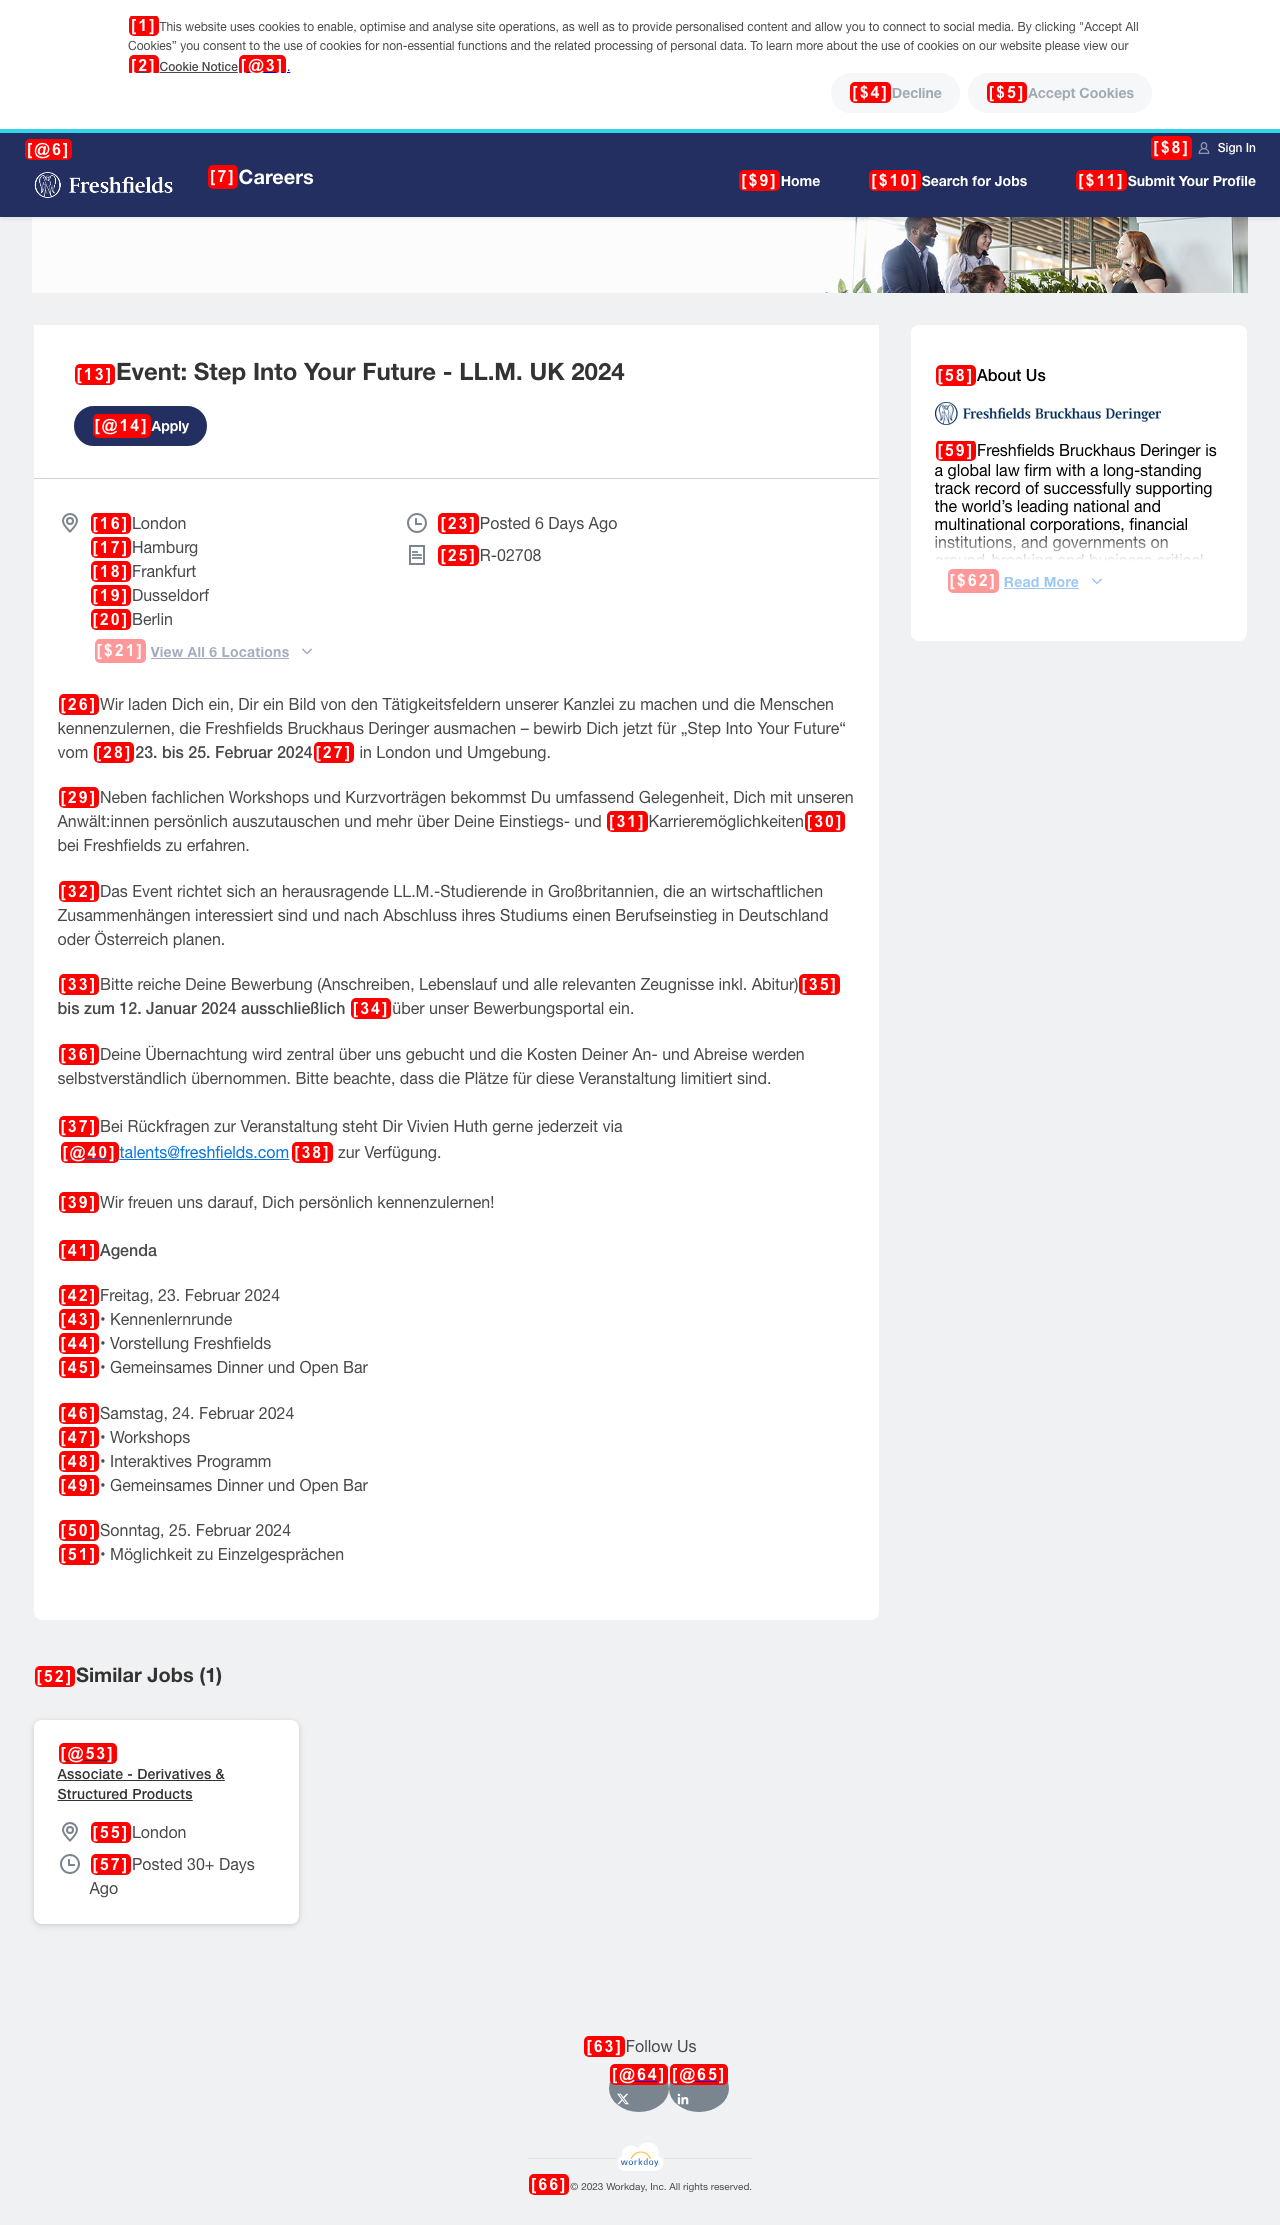 [1]This website uses cookies to enable, optimise and analyse site operations, as well as to provide personalised content and allow you to connect to social media. By clicking "Accept All
Cookies” you consent to the use of cookies for non-essential functions and the related processing of personal data. To learn more about the use of cookies on our website please view our
[2]Cookie Notice[@3].
[$4]Decline
[$5]Accept Cookies
[@6]
[$8] Sign In
Freshfields
[7]Careers
[$9]Home
[$10]Search for Jobs
[$11]Submit Your Profile
[13]Event: Step Into Your Future - LL.M. UK 2024
[@14]Apply
[16]London
[17]Hamburg
[18]Frankfurt
[19]Dusseldorf
[20]Berlin
[$21] View All 6 Locations
[23]Posted 6 Days Ago
[25]R-02708
[26]Wir laden Dich ein, Dir ein Bild von den Tätigkeitsfeldern unserer Kanzlei zu machen und die Menschen
kennenzulernen, die Freshfields Bruckhaus Deringer ausmachen – bewirb Dich jetzt für „Step Into Your Future“
vom [28]23. bis 25. Februar 2024[27] in London und Umgebung.
[29]Neben fachlichen Workshops und Kurzvorträgen bekommst Du umfassend Gelegenheit, Dich mit unseren
Anwält:innen persönlich auszutauschen und mehr über Deine Einstiegs- und [31]Karrieremöglichkeiten[30]
bei Freshfields zu erfahren.
[32]Das Event richtet sich an herausragende LL.M.-Studierende in Großbritannien, die an wirtschaftlichen
Zusammenhängen interessiert sind und nach Abschluss ihres Studiums einen Berufseinstieg in Deutschland
oder Österreich planen.
[33]Bitte reiche Deine Bewerbung (Anschreiben, Lebenslauf und alle relevanten Zeugnisse inkl. Abitur)[35]
bis zum 12. Januar 2024 ausschließlich [34]über unser Bewerbungsportal ein.
[36]Deine Übernachtung wird zentral über uns gebucht und die Kosten Deiner An- und Abreise werden
selbstverständlich übernommen. Bitte beachte, dass die Plätze für diese Veranstaltung limitiert sind.
[37]Bei Rückfragen zur Veranstaltung steht Dir Vivien Huth gerne jederzeit via
[@40]talents@freshfields.com[38] zur Verfügung.
[39]Wir freuen uns darauf, Dich persönlich kennenzulernen!
[41]Agenda
[42]Freitag, 23. Februar 2024
[43]• Kennenlernrunde
[44]• Vorstellung Freshfields
[45]• Gemeinsames Dinner und Open Bar
[46]Samstag, 24. Februar 2024
[47]• Workshops
[48]• Interaktives Programm
[49]• Gemeinsames Dinner und Open Bar
[50]Sonntag, 25. Februar 2024
[51]• Möglichkeit zu Einzelgesprächen
[58]About Us
Freshfields Bruckhaus Deringer
[59]Freshfields Bruckhaus Deringer is
a global law firm with a long-standing
track record of successfully supporting
the world’s leading national and
multinational corporations, financial
institutions, and governments on
ground-breaking and business-critical
[$62] Read More
[52]Similar Jobs (1)
[@53]
Associate - Derivatives &
Structured Products
[55]London
[57]Posted 30+ Days
Ago
[63]Follow Us
[@64][@65]
workday
[66]© 2023 Workday, Inc. All rights reserved.